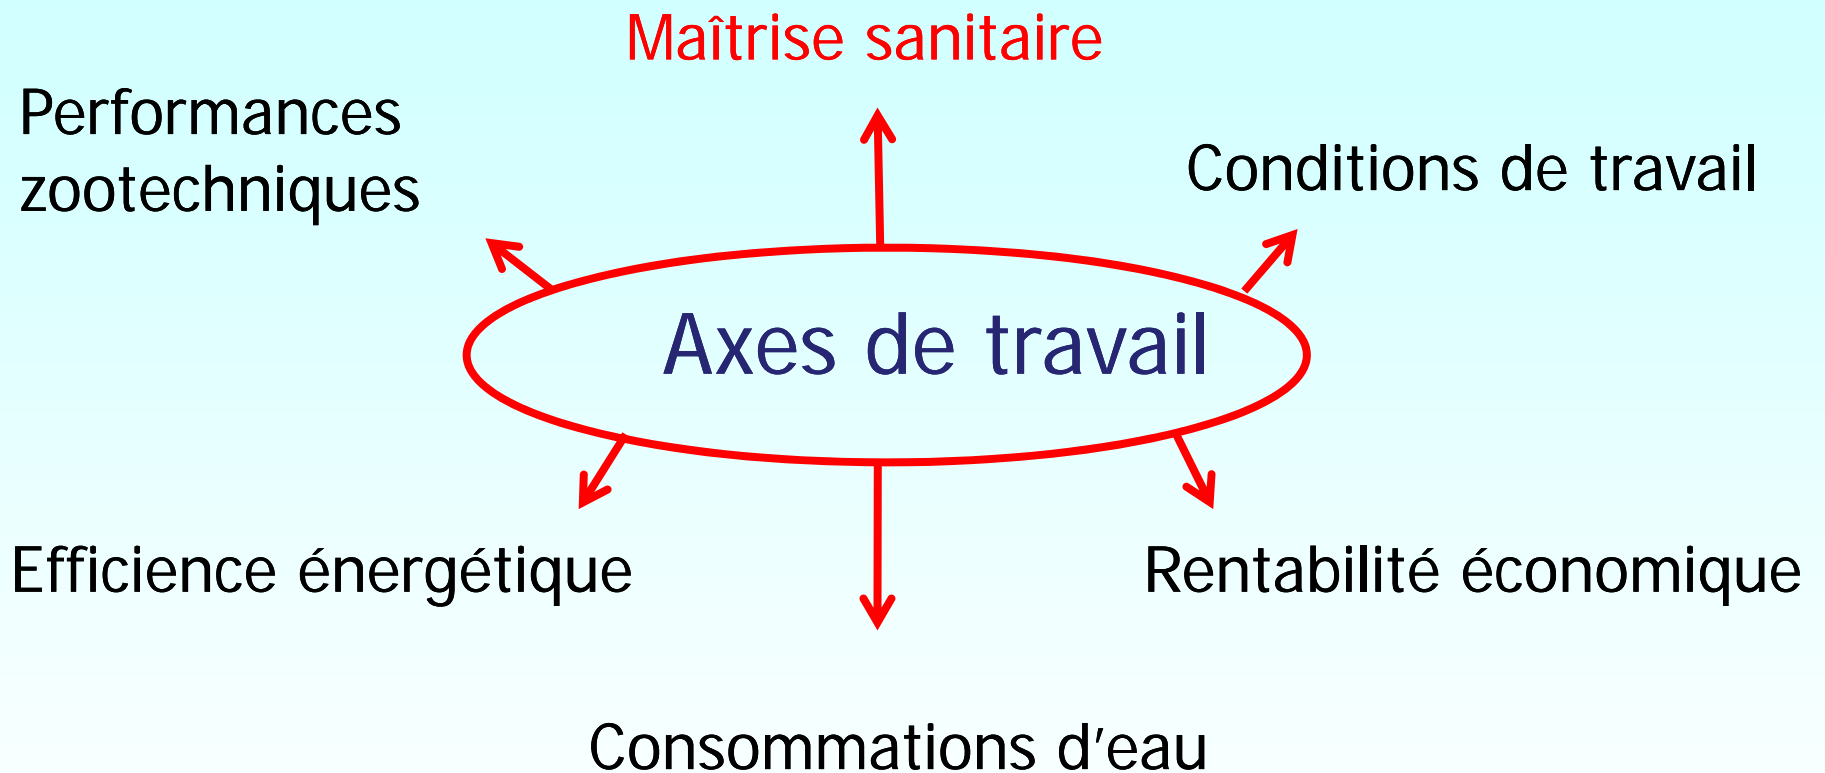 Maîtrise sanitaire
Performances
zootechniques
Conditions de travail
Axes de travail
Efficience énergétique
Rentabilité économique
Consommations d'eau